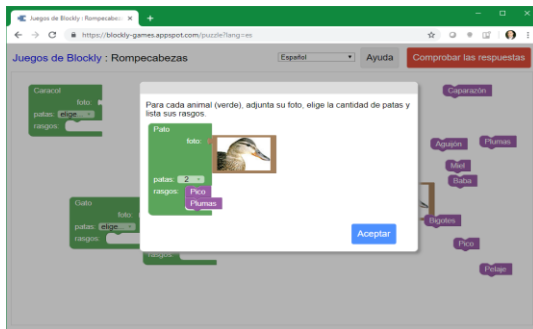 Juegos de Blockly : Rompecabez
https://blockly-games.appspot.com/puzzle?lang=es
Juegos de Blockly : Rompecabezas
Español
Ayuda
Comprobar las respuestas
Caracol
foto:
patas: elige...
rasgos:
Caparazón
Para cada animal (verde), adjunta su foto, elige la cantidad de patas y
lista sus rasgos.
Pato
foto:
patas: 2
rasgos: Pico
Plumas
Aceptar
Aguijón
Plumas
Miel
Baba
Gato
foto:
patas: elige...
rasgos:
Bigotes
Pico
rasgos:
Pelaje